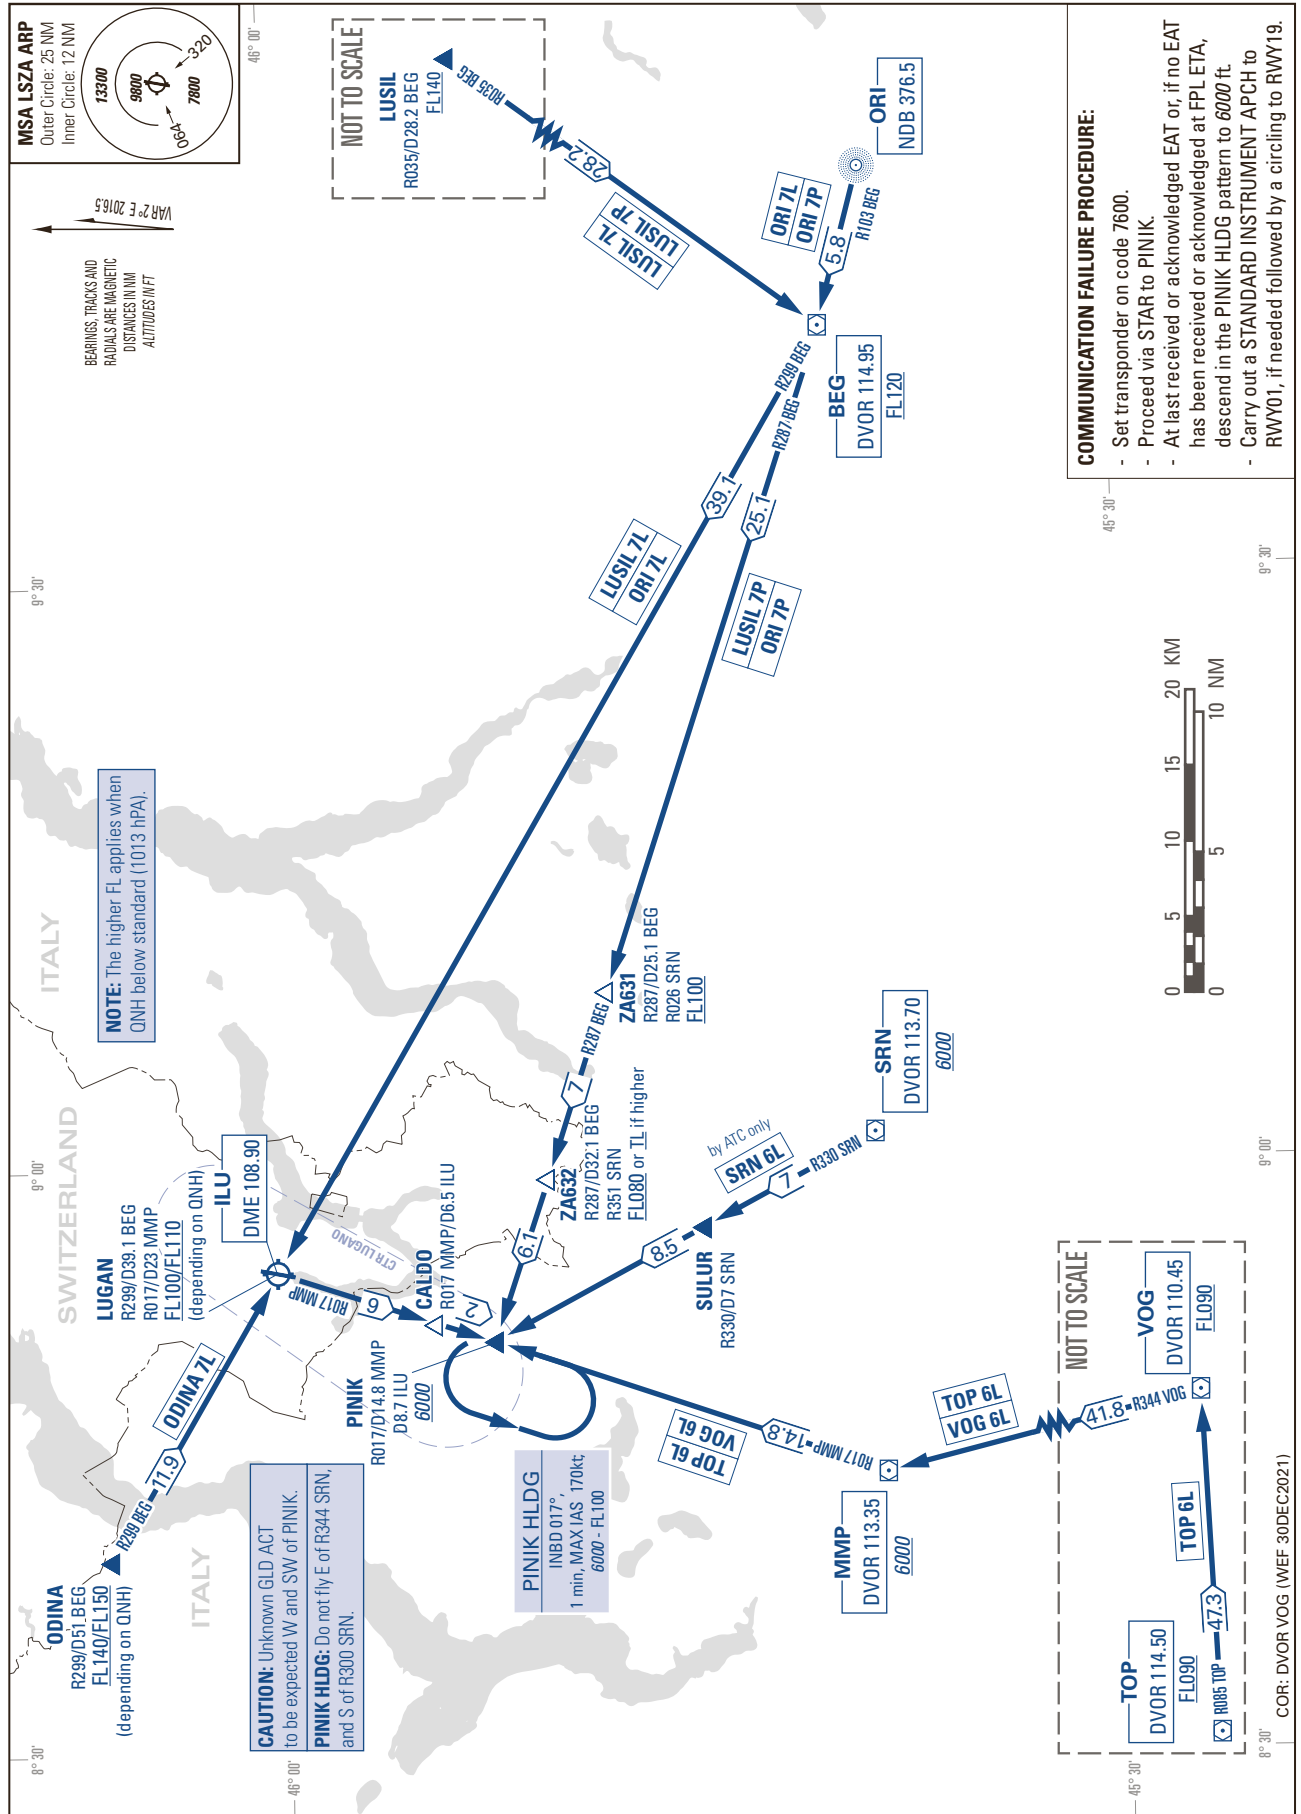 MSA LSZA ARP
Outer Circle: 25 NM
Inner Circle: 12 NM
13300
9800
7800
064
320
46° 00'
VAR 2° E 2016.5
BEARINGS, TRACKS AND
RADIALS ARE MAGNETIC
DISTANCES IN NM
ALTITUDES IN FT
NOT TO SCALE
LUSIL
R035/D28.2 BEG
FL140
R035 BEG
28.2
LUSIL 7L
LUSIL 7P
ORI
NDB 376.5
ORI 7L
ORI 7P
5.8
R103 BEG
BEG
DVOR 114.95
FL120
R299 BEG
R287 BEG
39.1
25.1
LUSIL 7L
ORI 7L
LUSIL 7P
ORI 7P
COMMUNICATION FAILURE PROCEDURE:
- Set transponder on code 7600.
- Proceed via STAR to PINIK.
- At last received or acknowledged EAT or, if no EAT
has been received or acknowledged at FPL ETA,
descend in the PINIK HLDG pattern to 6000 ft.
- Carry out a STANDARD INSTRUMENT APCH to
RWY01, if needed followed by a circling to RWY19.
45° 30'
9° 30'
9° 30'
NOTE: The higher FL applies when
QNH below standard (1013 hPA).
ITALY
SWITZERLAND
9° 00'
9° 00'
ILU
DME 108.90
LUGAN
R299/D39.1 BEG
R017/D23 MMP
FL100/FL110
(depending on QNH)
CTR LUGANO
R017 MMP
6
CALDO
R017 MMP/D6.5 ILU
2
ZA631
R287/D25.1 BEG
R026 SRN
FL100
R287 BEG
7
ZA632
R287/D32.1 BEG
R351 SRN
FL080 or TL if higher
6.1
SRN
DVOR 113.70
6000
by ATC only
SRN 6L
7
R330 SRN
SULUR
R330/D7 SRN
8.5
0 5 10 15 20 KM
0 5 10 NM
PINIK
R017/D14.8 MMP
D8.7 ILU
6000
ODINA 7L
11.9
R299 BEG
ODINA
R299/D51 BEG
FL140/FL150
(depending on QNH)
ITALY
CAUTION: Unknown GLD ACT
to be expected W and SW of PINIK.
PINIK HLDG: Do not fly E of R344 SRN,
and S of R300 SRN.
PINIK HLDG
INBD 017°,
1 min, MAX IAS 170kt;
6000 - FL100
TOP 6L
VOG 6L
14.8
R017 MMP
MMP
DVOR 113.35
6000
TOP 6L
VOG 6L
NOT TO SCALE
VOG
DVOR 110.45
FL090
41.8
R344 VOG
TOP 6L
47.3
R085 TOP
TOP
DVOR 114.50
FL090
8° 30'
46° 00'
45° 30'
8° 30'
COR: DVOR VOG (WEF 30DEC2021)